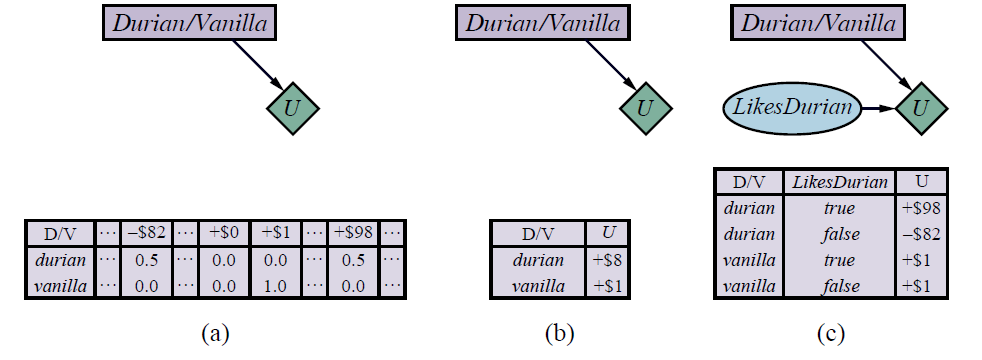 Durian/Vanilla
U
D/V ⋯ –$82 ⋯ +$0 +$1 ⋯ +$98 ⋯
durian ⋯ 0.5 ⋯ 0.0 0.0 ⋯ 0.5 ⋯
vanilla ⋯ 0.0 ⋯ 0.0 1.0 ⋯ 0.0 ⋯
(a)
Durian/Vanilla
U
D/V U
durian +$8
vanilla +$1
(b)
Durian/Vanilla
LikesDurian U
D/V LikesDurian U
durian true +$98
durian false –$82
vanilla true +$1
vanilla false +$1
(c)